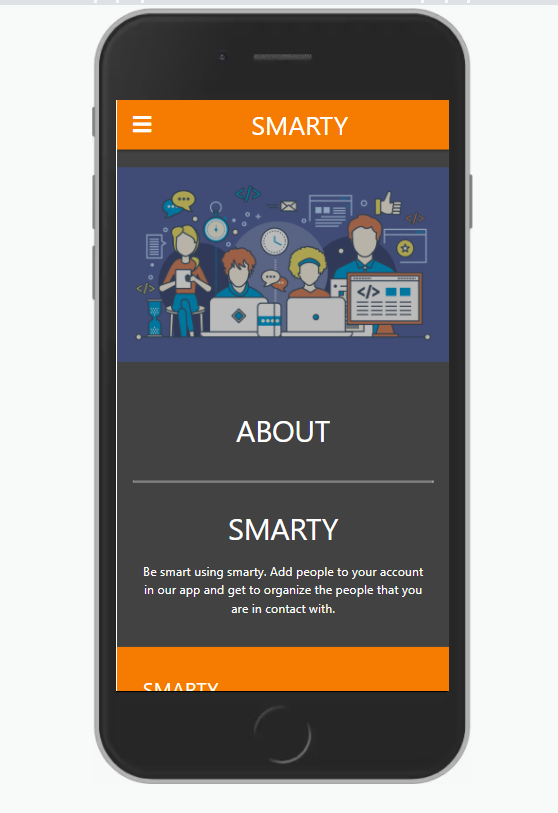 SMARTY
</>
</>
</>
</>
ABOUT
SMARTY
Be smart using smarty. Add people to your account
in our app and get to organize the people that you
are in contact with.
SMARTY